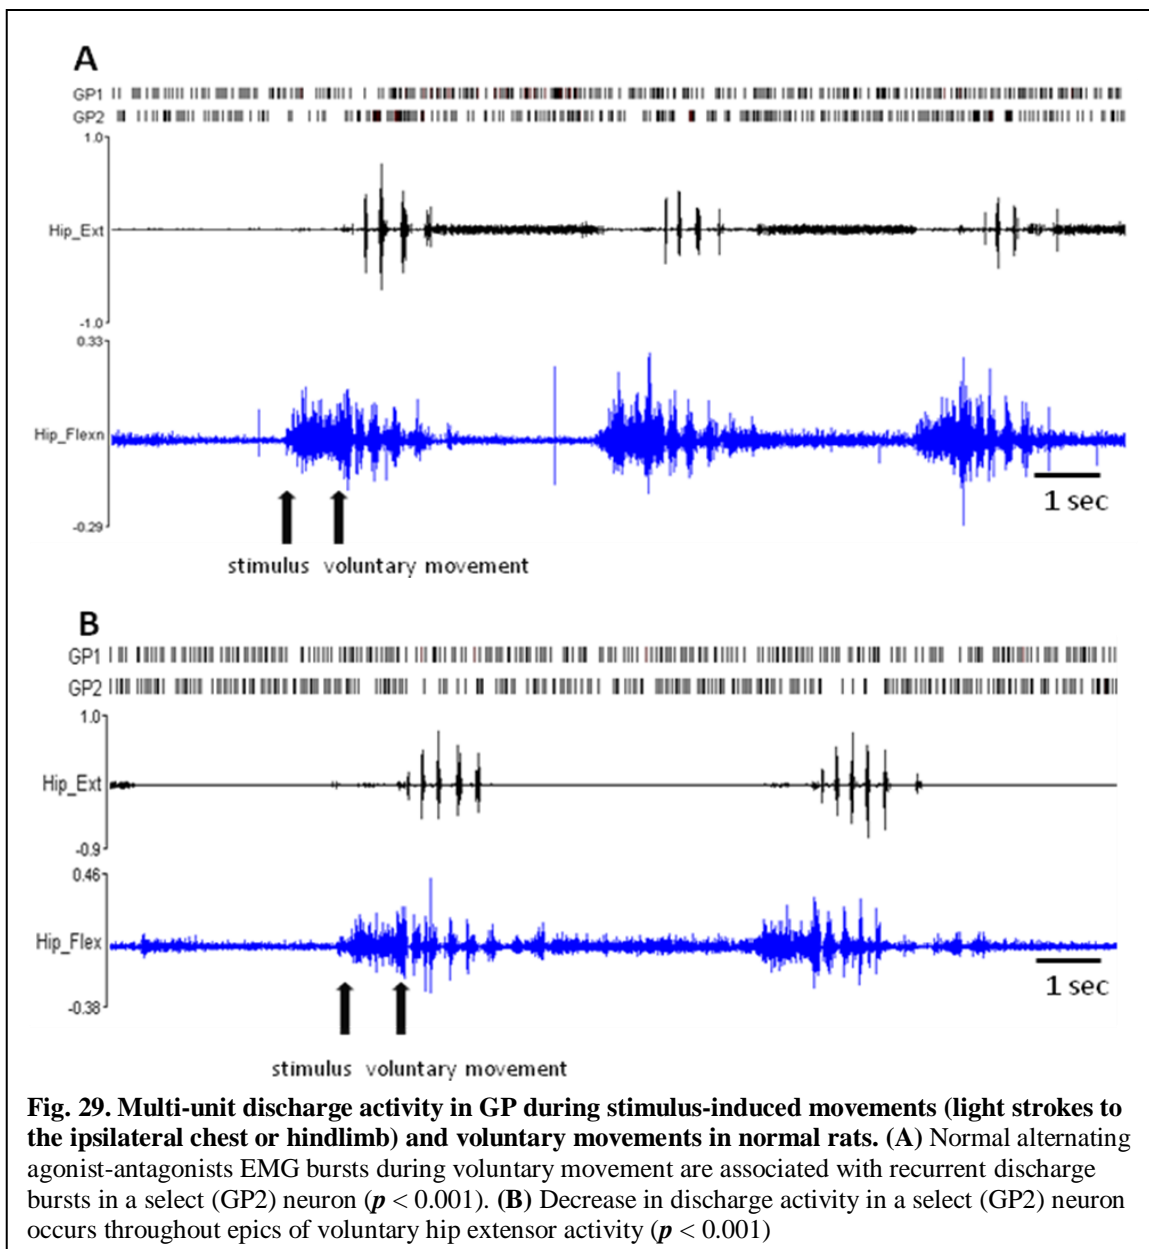 A
GP1
GP2
1.0
Hip_Ext
-1.0
0.33
Hip_Flexn
-0.29
1 sec
stimulus voluntary movement
B
GP1
GP2
1.0
Hip_Ext
-0.9
0.46
Hip_Flex
-0.38
1 sec
stimulus voluntary movement
Fig. 29. Multi-unit discharge activity in GP during stimulus-induced movements (light strokes to
the ipsilateral chest or hindlimb) and voluntary movements in normal rats. (A) Normal alternating
agonist-antagonists EMG bursts during voluntary movement are associated with recurrent discharge
bursts in a select (GP2) neuron (p < 0.001). (B) Decrease in discharge activity in a select (GP2) neuron
occurs throughout epics of voluntary hip extensor activity (p < 0.001)